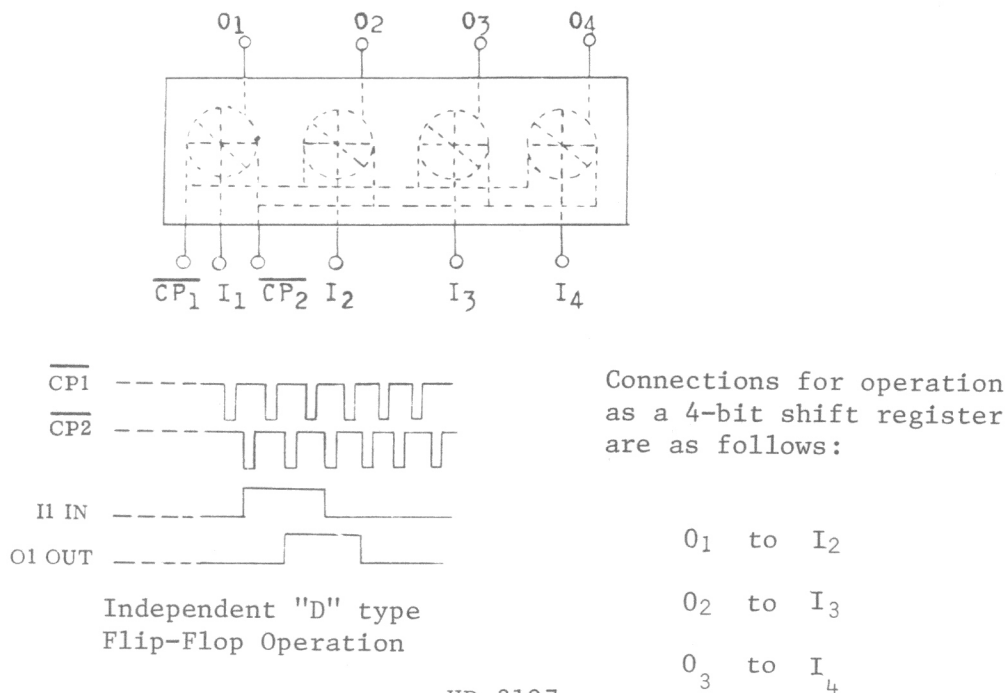 O1 O2 O3 O4
CP1 I1 CP2 I2 I3 I4
CP1
CP2
I1 IN
O1 OUT
Independent "D" type
Flip-Flop Operation
Connections for operation
as a 4-bit shift register
are as follows:
O1 to I2
O2 to I3
O3 to I4